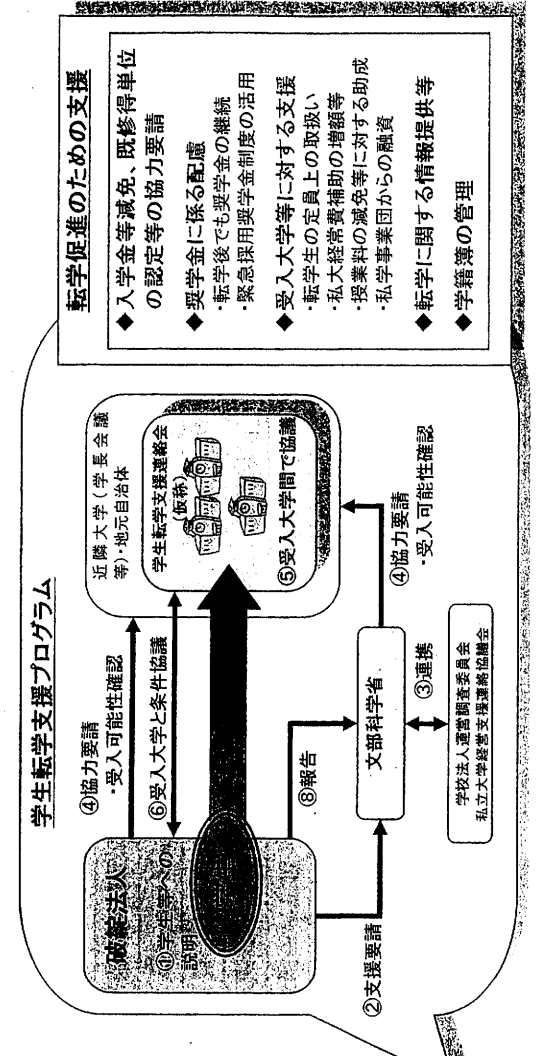 学生転学支援プログラム
破綻法人
①学生等への
説明
②支援要請
④協力要請
・受入可能性確認
⑥受入大学と条件協議
⑧報告
文部科学省
③連携
学校法人運営調査委員会
私立大学経営支援連絡協議会
近隣大学(学長会議
等)・地元自治体
学生転学支援連絡会
(仮称)
⑤受入大学間で協議
④協力要請
・受入可能性確認
転学促進のための支援
◆入学金等減免、既修得単位
の認定等の協力要請
◆奨学金に係る配慮
・転学後でも奨学金の継続
・緊急採用奨学金制度の活用
◆受入大学等に対する支援
・転学生の定員上の取扱い
・私大経常費補助の増額等
・授業料の減免等に対する助成
・私学事業団からの融資
◆転学に関する情報提供等
◆学籍簿の管理